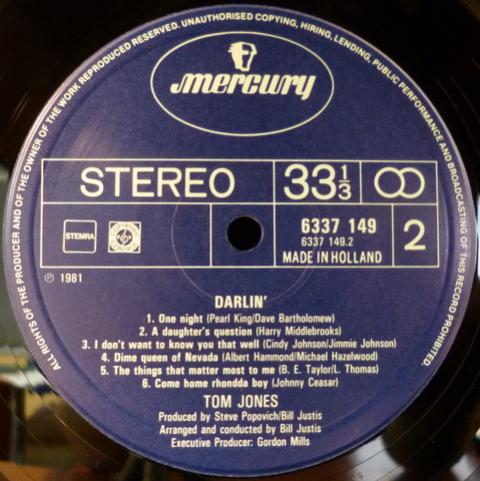 ALL RIGHTS OF THE PRODUCER AND OF THE OWNER OF THE WORK REPRODUCED RESERVED. UNAUTHORISED COPYING, HIRING, LENDING, PUBLIC PERFORMANCE AND BROADCASTING OF THIS RECORD PROHIBITED.
mercury
STEREO 33 1/3
STEMRA 6337 149 2
6337 149.2
MADE IN HOLLAND
℗ 1981
DARLIN'
1. One night (Pearl King/Dave Bartholomew)
2. A daughter's question (Harry Middlebrooks)
3. I don't want to know you that well (Cindy Johnson/Jimmie Johnson)
4. Dime queen of Nevada (Albert Hammond/Michael Hazelwood)
5. The things that matter most to me (B. E. Taylor/L. Thomas)
6. Come home rhondda boy (Johnny Ceasar)
TOM JONES
Produced by Steve Popovich/Bill Justis
Arranged and conducted by Bill Justis
Executive Producer: Gordon Mills